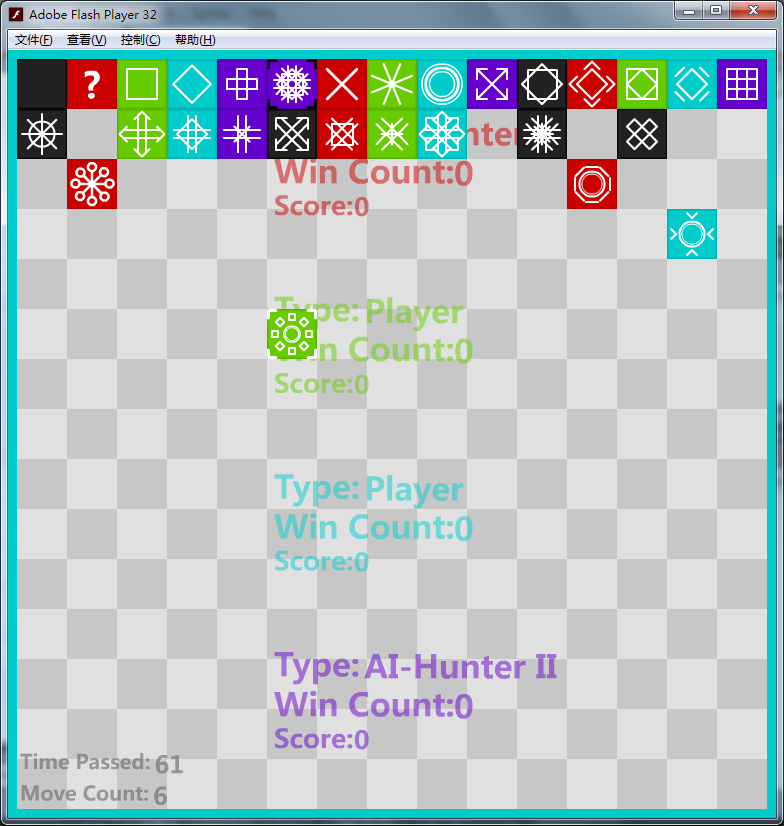 Adobe Flash Player 32
文件(F) 查看(V) 控制(C) 帮助(H)
?
nter
Win Count:0
Score:0
Type: Player
Win Count:0
Score:0
Type: Player
Win Count:0
Score:0
Type: AI-Hunter II
Win Count:0
Score:0
Time Passed: 61
Move Count: 6